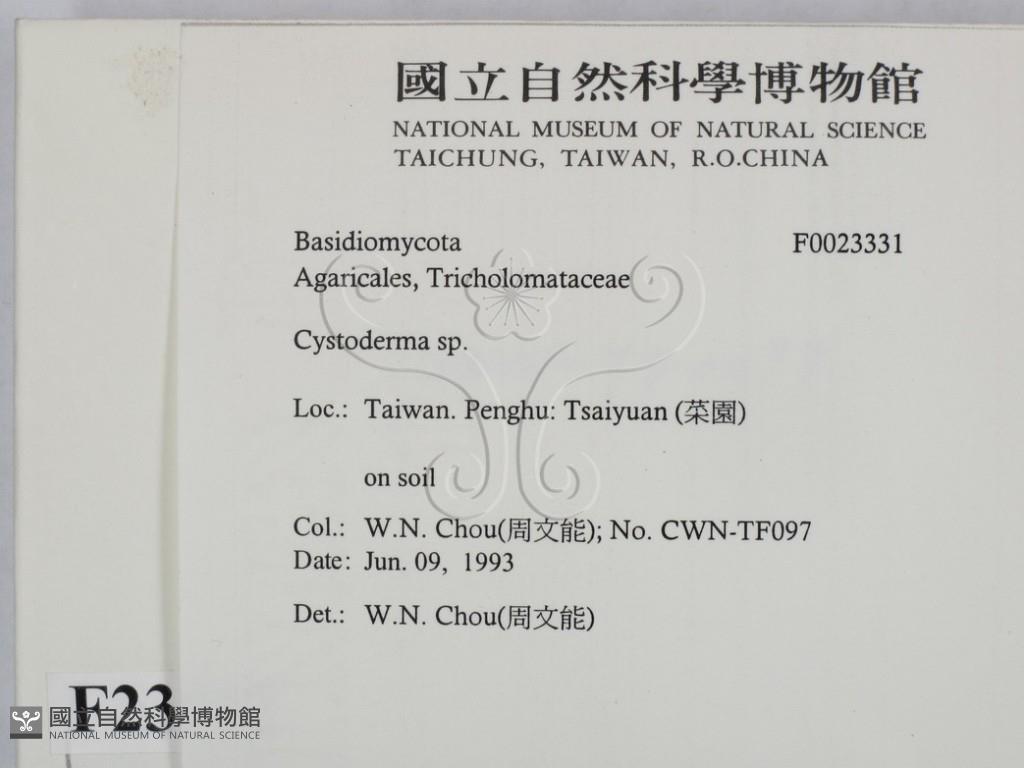 國立自然科學博物館
NATIONAL MUSEUM OF NATURAL SCIENCE
TAICHUNG, TAIWAN, R.O.CHINA
Basidiomycota F0023331
Agaricales, Tricholomataceae
Cystoderma sp.
Loc.: Taiwan. Penghu: Tsaiyuan (菜園)
on soil
Col.: W.N. Chou(周文能); No. CWN-TF097
Date: Jun. 09, 1993
Det.: W.N. Chou(周文能)
F23
國立自然科學博物館
NATIONAL MUSEUM OF NATURAL SCIENCE